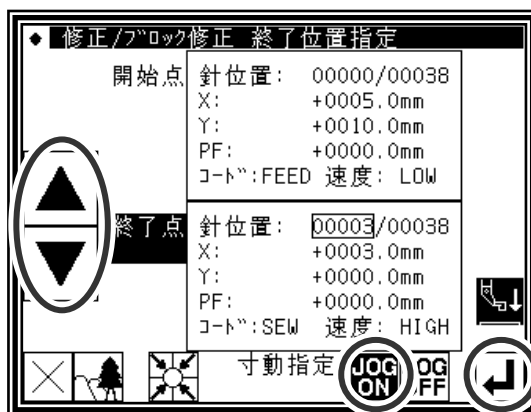 ◆ 修正/ブロック修正 終了位置指定
開始点 針位置: 00000/00038
X: +0005.0mm
Y: +0010.0mm
PF: +0000.0mm
コード:FEED 速度: LOW
終了点 針位置: 00003/00038
X: +0003.0mm
Y: +0000.0mm
PF: +0000.0mm
コード:SEW 速度: HIGH
寸動指定 JOG ON JOG OFF